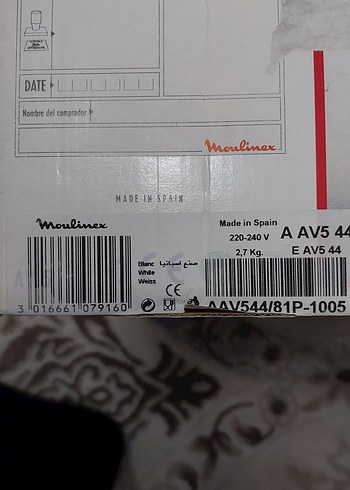 DATE
Nombre del comprador
Moulinex
MADE IN SPAIN
Moulinex
Made in Spain
220-240 V
2,7 Kg.
A AV5 44
E AV5 44
Blanc
صنع اسبانيا
White
Weiss
CE
3 016661 079160
AAV544/81P-1005